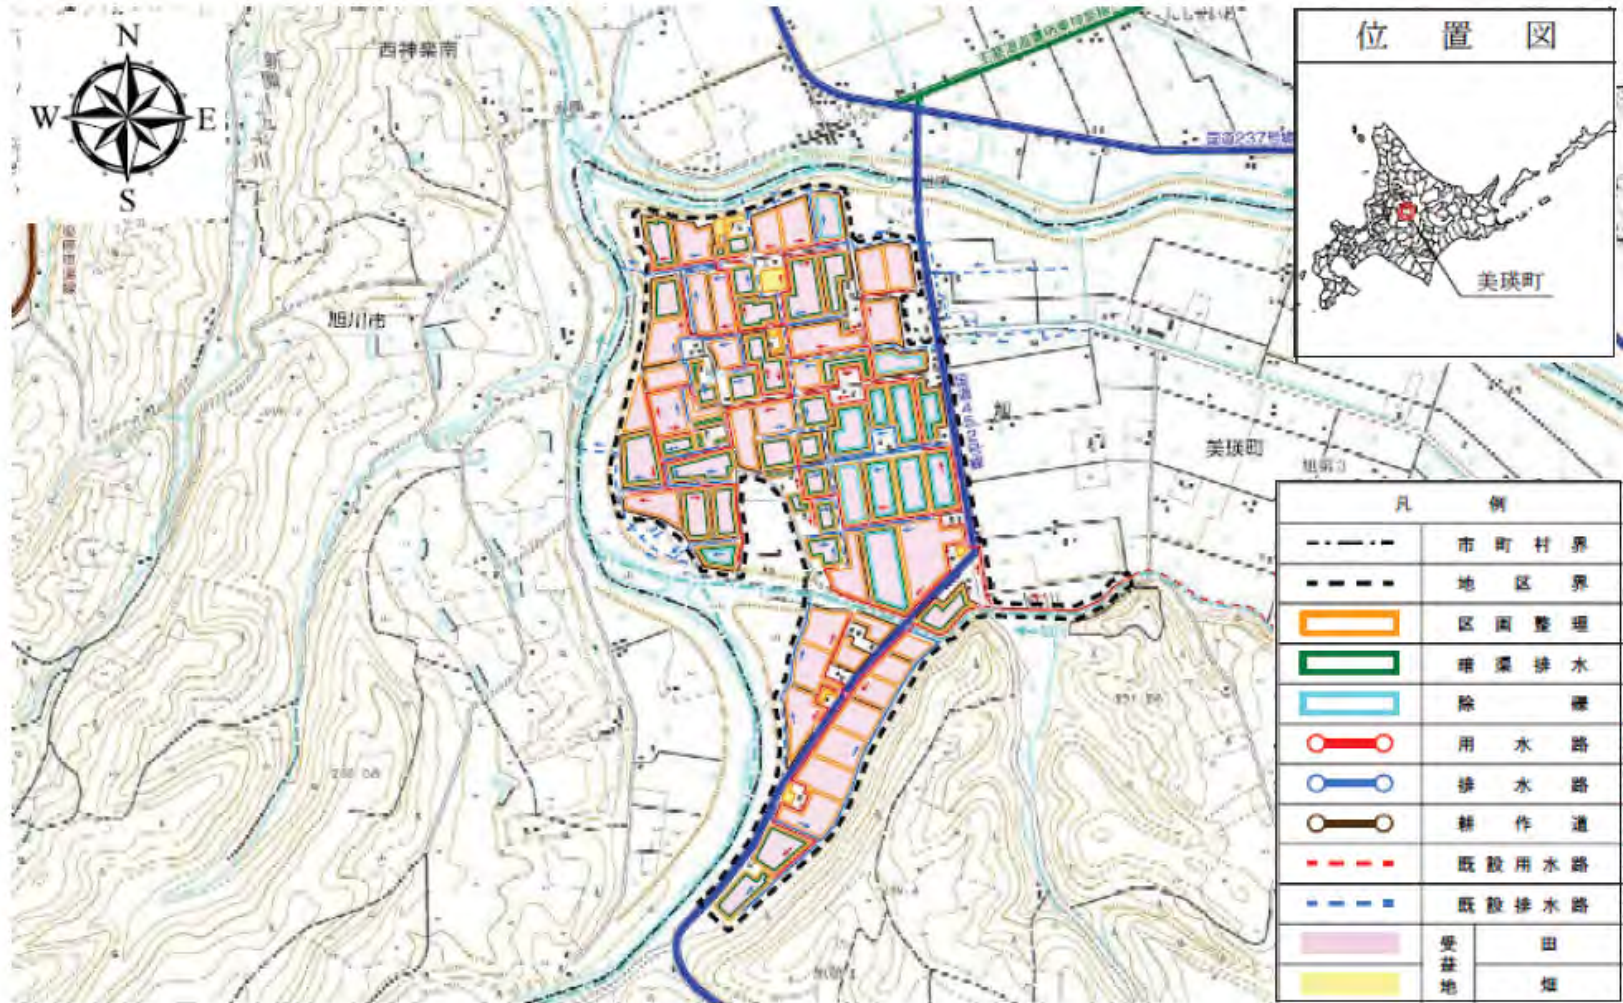 N
W
E
S
西神楽南
旭川市
国道237号線
旭
美瑛町
位置図
美瑛町
凡例
市町村界
地区界
区画整理
暗渠排水
除礫
用水路
排水路
耕作道
既設用水路
既設排水路
受益地
田
畑